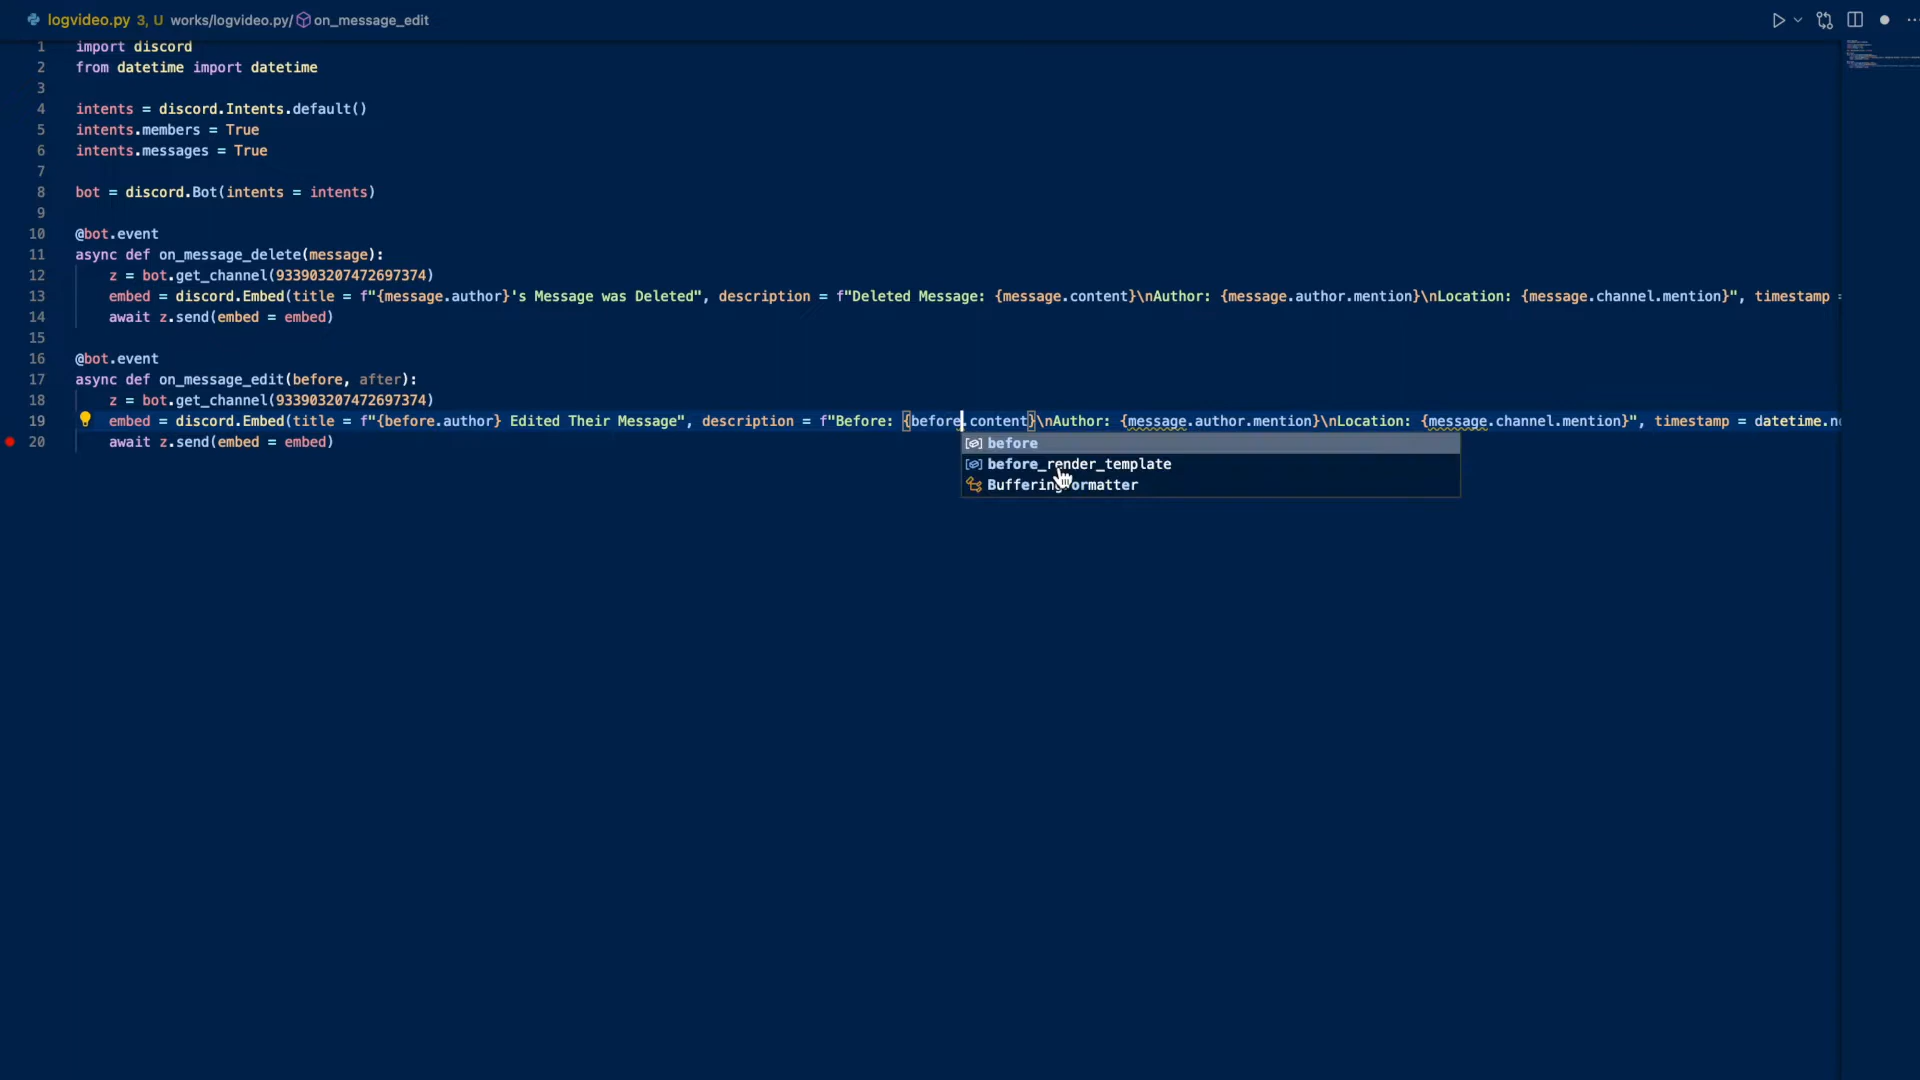 logvideo.py 3, U works/logvideo.py/ on_message_edit
1 import discord
2 from datetime import datetime
3
4 intents = discord.Intents.default()
5 intents.members = True
6 intents.messages = True
7
8 bot = discord.Bot(intents = intents)
9
10 @bot.event
11 async def on_message_delete(message):
12 z = bot.get_channel(933903207472697374)
13 embed = discord.Embed(title = f"{message.author}'s Message was Deleted", description = f"Deleted Message: {message.content}\nAuthor: {message.author.mention}\nLocation: {message.channel.mention}", timestamp =
14 await z.send(embed = embed)
15
16 @bot.event
17 async def on_message_edit(before, after):
18 z = bot.get_channel(933903207472697374)
19 embed = discord.Embed(title = f"{before.author} Edited Their Message", description = f"Before: {before.content}\nAuthor: {message.author.mention}\nLocation: {message.channel.mention}", timestamp = datetime.no
20 await z.send(embed = embed)
before
before_render_template
BufferingFormatter